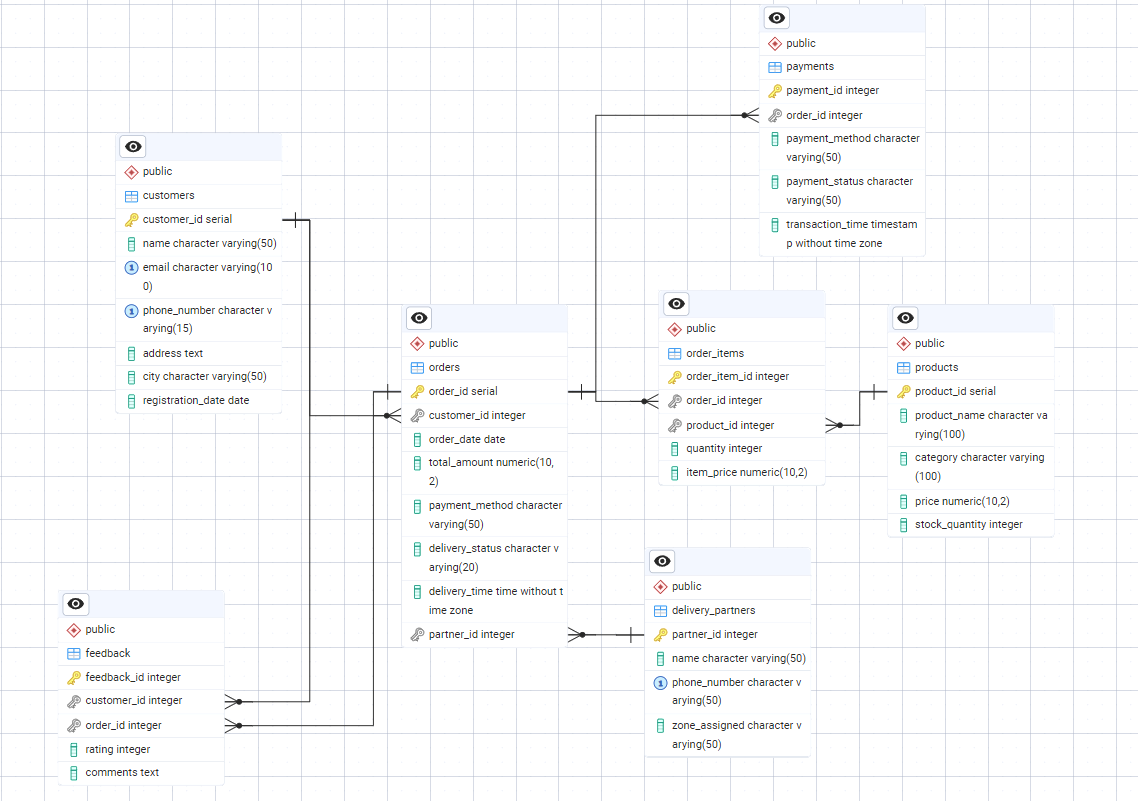 public
payments
payment_id integer
order_id integer
payment_method character
varying(50)
payment_status character
varying(50)
transaction_time timestam
p without time zone
public
customers
customer_id serial
name character varying(50)
email character varying(10
0)
phone_number character v
arying(15)
address text
city character varying(50)
registration_date date
public
orders
order_id serial
customer_id integer
order_date date
total_amount numeric(10,
2)
payment_method character
varying(50)
delivery_status character v
arying(20)
delivery_time time without t
ime zone
partner_id integer
public
order_items
order_item_id integer
order_id integer
product_id integer
quantity integer
item_price numeric(10,2)
public
products
product_id serial
product_name character va
rying(100)
category character varying
(100)
price numeric(10,2)
stock_quantity integer
public
delivery_partners
partner_id integer
name character varying(50)
phone_number character v
arying(50)
zone_assigned character v
arying(50)
public
feedback
feedback_id integer
customer_id integer
order_id integer
rating integer
comments text